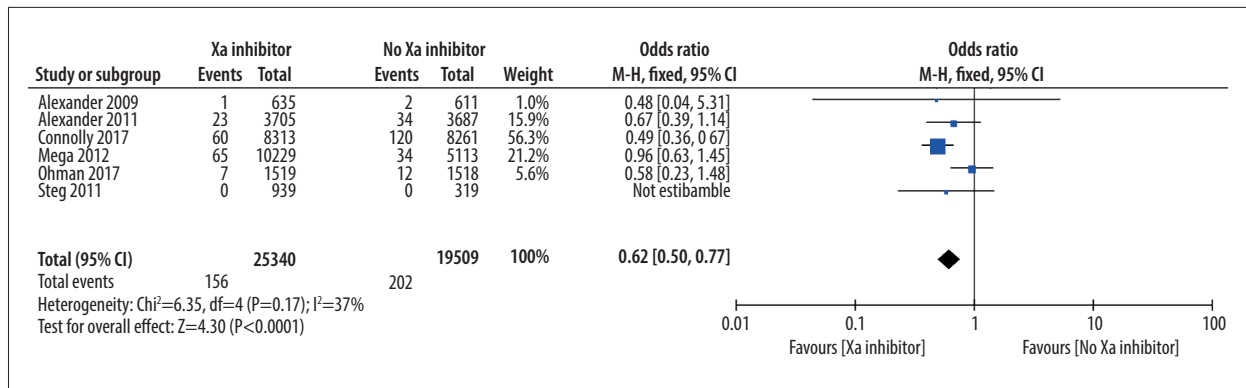 Xa inhibitor No Xa inhibitor Odds ratio Odds ratio
Study or subgroup Events Total Events Total Weight M-H, fixed, 95% CI M-H, fixed, 95% CI
Alexander 2009 1 635 2 611 1.0% 0.48 [0.04, 5.31]
Alexander 2011 23 3705 34 3687 15.9% 0.67 [0.39, 1.14]
Connolly 2017 60 8313 120 8261 56.3% 0.49 [0.36, 0 67]
Mega 2012 65 10229 34 5113 21.2% 0.96 [0.63, 1.45]
Ohman 2017 7 1519 12 1518 5.6% 0.58 [0.23, 1.48]
Steg 2011 0 939 0 319 Not estibamble
Total (95% CI) 25340 19509 100% 0.62 [0.50, 0.77]
Total events 156 202
Heterogeneity: Chi²=6.35, df=4 (P=0.17); I²=37%
Test for overall effect: Z=4.30 (P<0.0001)
0.01 0.1 1 10 100
Favours [Xa inhibitor] Favours [No Xa inhibitor]